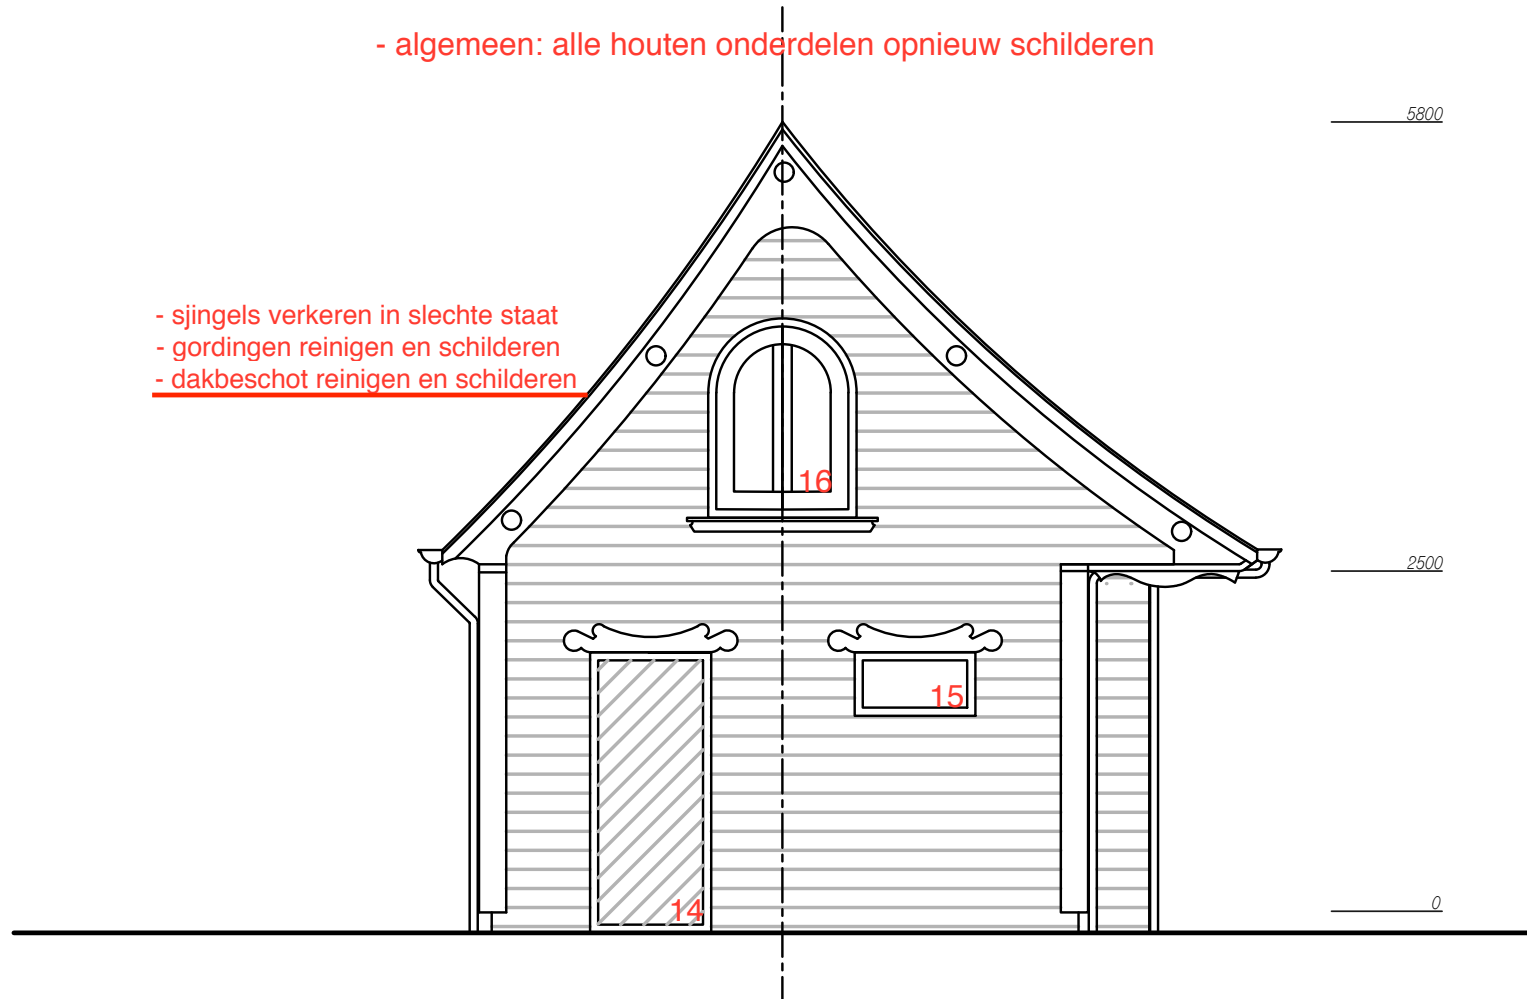 - algemeen: alle houten onderdelen opnieuw schilderen
5800
- sjingels verkeren in slechte staat
- gordingen reinigen en schilderen
- dakbeschot reinigen en schilderen
16
2500
15
14
0